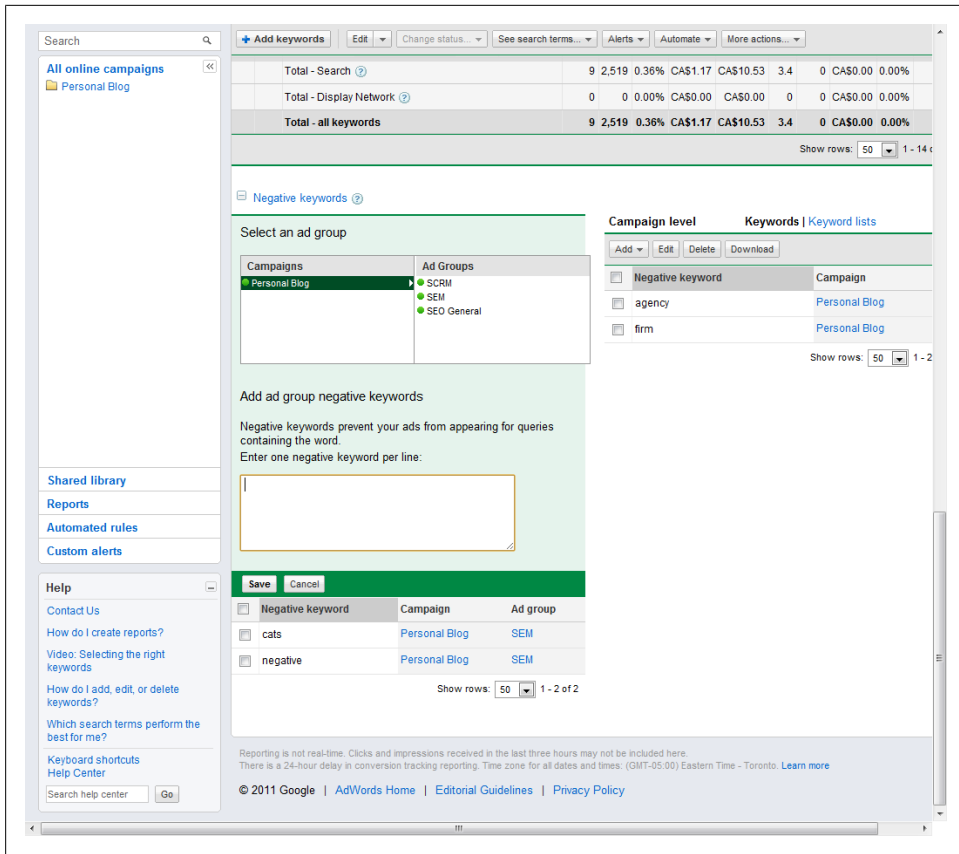 Search
All online campaigns
Personal Blog
Shared library
Reports
Automated rules
Custom alerts
Help
Contact Us
How do I create reports?
Video: Selecting the right
keywords
How do I add, edit, or delete
keywords?
Which search terms perform the
best for me?
Keyboard shortcuts
Help Center
Search help center Go
+ Add keywords Edit Change status... See search terms... Alerts Automate More actions...
Total - Search ? 9 2,519 0.36% CA$1.17 CA$10.53 3.4 0 CA$0.00 0.00%
Total - Display Network ? 0 0 0.00% CA$0.00 CA$0.00 0 0 CA$0.00 0.00%
Total - all keywords 9 2,519 0.36% CA$1.17 CA$10.53 3.4 0 CA$0.00 0.00%
Show rows: 50 1 - 14
Negative keywords ?
Select an ad group
Campaigns Ad Groups
Personal Blog SCRM
SEM
SEO General
Add ad group negative keywords
Negative keywords prevent your ads from appearing for queries
containing the word.
Enter one negative keyword per line:
Save Cancel
Negative keyword Campaign Ad group
cats Personal Blog SEM
negative Personal Blog SEM
Show rows: 50 1 - 2 of 2
Campaign level Keywords | Keyword lists
Add Edit Delete Download
Negative keyword Campaign
agency Personal Blog
firm Personal Blog
Show rows: 50 1 - 2
Reporting is not real-time. Clicks and impressions received in the last three hours may not be included here.
There is a 24-hour delay in conversion tracking reporting. Time zone for all dates and times: (GMT-05:00) Eastern Time - Toronto. Learn more
© 2011 Google | AdWords Home | Editorial Guidelines | Privacy Policy